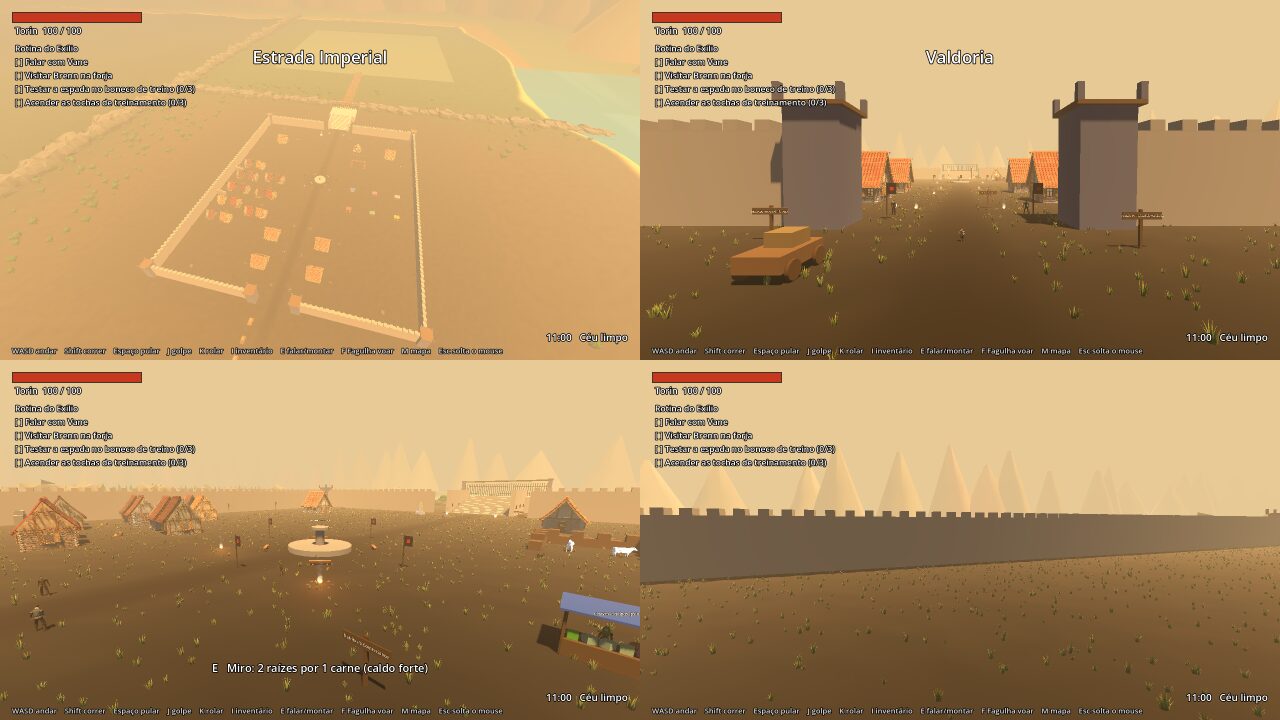 Torin 100 / 100
Rotina do Exílio
[ ] Falar com Vane
[ ] Visitar Brenn na forja
[ ] Testar a espada no boneco de treino (0/3)
[ ] Acender as tochas de treinamento (0/3)
Estrada Imperial
11:00 Céu limpo
WASD andar Shift correr Espaço pular J golpe K rolar I inventário E falar/montar F Fagulha voar M mapa Esc solta o mouse
Torin 100 / 100
Rotina do Exílio
[ ] Falar com Vane
[ ] Visitar Brenn na forja
[ ] Testar a espada no boneco de treino (0/3)
[ ] Acender as tochas de treinamento (0/3)
Valdoria
11:00 Céu limpo
WASD andar Shift correr Espaço pular J golpe K rolar I inventário E falar/montar F Fagulha voar M mapa Esc solta o mouse
Torin 100 / 100
Rotina do Exílio
[ ] Falar com Vane
[ ] Visitar Brenn na forja
[ ] Testar a espada no boneco de treino (0/3)
[ ] Acender as tochas de treinamento (0/3)
E Miro: 2 raízes por 1 carne (caldo forte)
11:00 Céu limpo
WASD andar Shift correr Espaço pular J golpe K rolar I inventário E falar/montar F Fagulha voar M mapa Esc solta o mouse
Torin 100 / 100
Rotina do Exílio
[ ] Falar com Vane
[ ] Visitar Brenn na forja
[ ] Testar a espada no boneco de treino (0/3)
[ ] Acender as tochas de treinamento (0/3)
11:00 Céu limpo
WASD andar Shift correr Espaço pular J golpe K rolar I inventário E falar/montar F Fagulha voar M mapa Esc solta o mouse